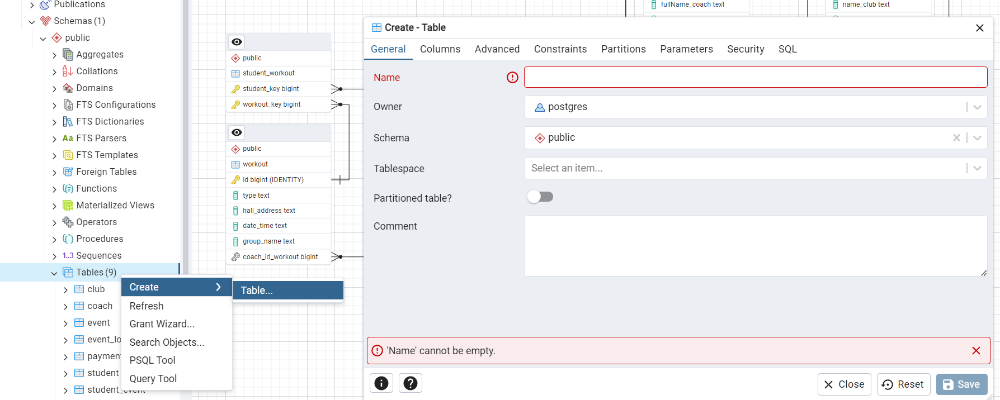 Publications
Schemas (1)
public
Aggregates
Collations
Domains
FTS Configurations
FTS Dictionaries
Aa FTS Parsers
FTS Templates
Foreign Tables
Functions
Materialized Views
Operators
Procedures
1..3 Sequences
Tables (9)
club
coach
event
event_lo
paymen
student
student_event
Create
Refresh
Grant Wizard...
Search Objects...
PSQL Tool
Query Tool
Table...
public
student_workout
student_key bigint
workout_key bigint
public
workout
id bigint (IDENTITY)
type text
hall_address text
date_time text
group_name text
coach_id_workout bigint
fullName_coach text
name_club text
Create - Table
General Columns Advanced Constraints Partitions Parameters Security SQL
Name
Owner postgres
Schema public
Tablespace Select an item...
Partitioned table?
Comment
'Name' cannot be empty.
Close Reset Save